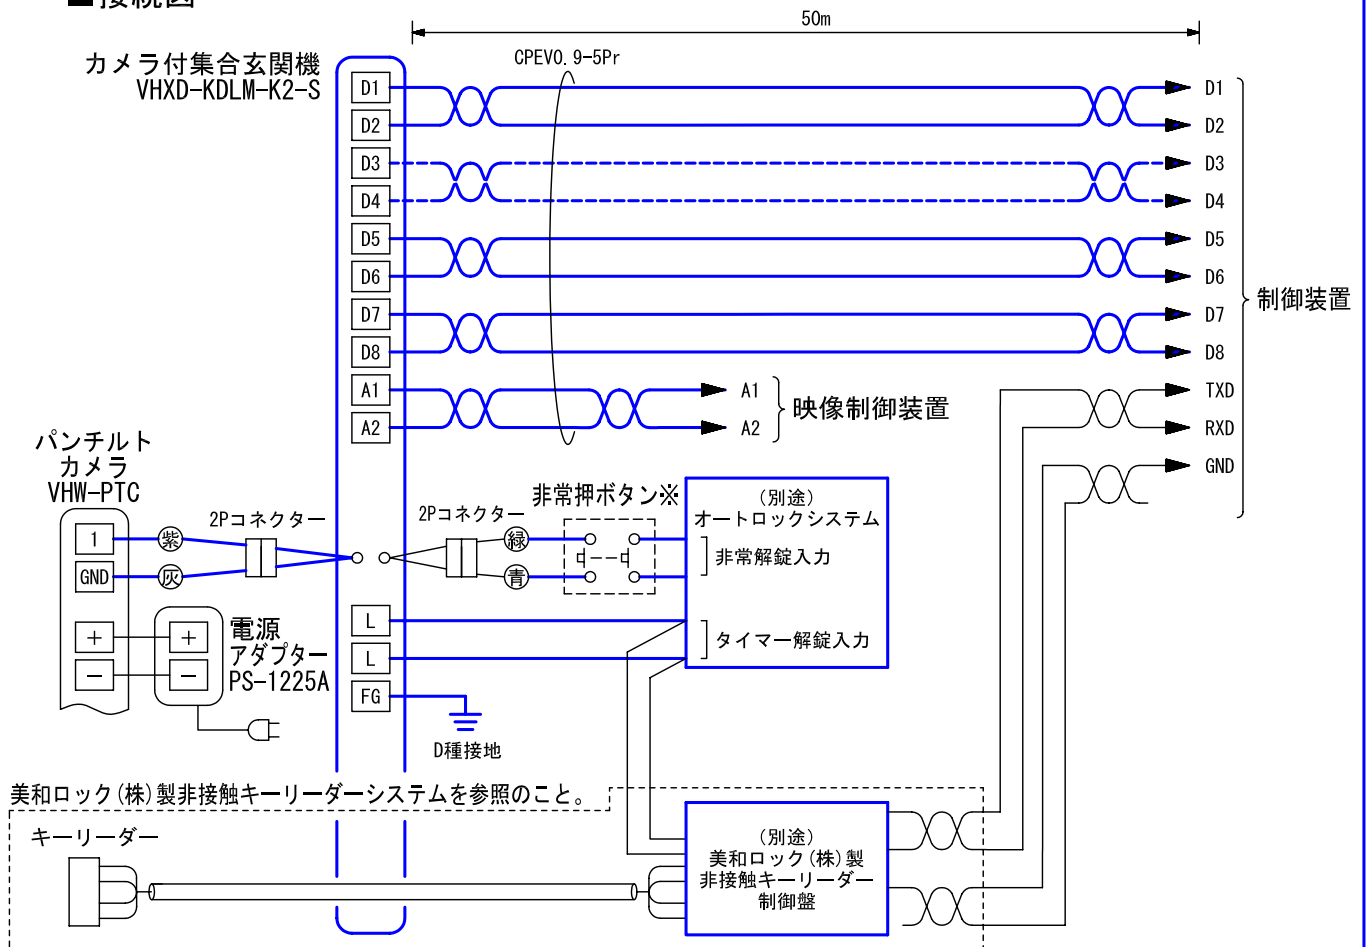 ■接続図
50m
カメラ付集合玄関機
VHXD-KDLM-K2-S
CPEV0.9-5Pr
D1
D2
D3
D4
D5
D6
D7
D8
A1
A2
D1
D2
D3
D4
D5
D6
D7
D8
TXD
RXD
GND
制御装置
A1
A2
映像制御装置
パンチルト
カメラ
VHW-PTC
1
GND
+
−
紫
灰
2Pコネクター
+
−
電源
アダプター
PS-1225A
2Pコネクター
緑
青
非常押ボタン※
(別途)
オートロックシステム
非常解錠入力
タイマー解錠入力
L
L
FG
D種接地
美和ロック(株)製非接触キーリーダーシステムを参照のこと。
キーリーダー
(別途)
美和ロック(株)製
非接触キーリーダー
制御盤